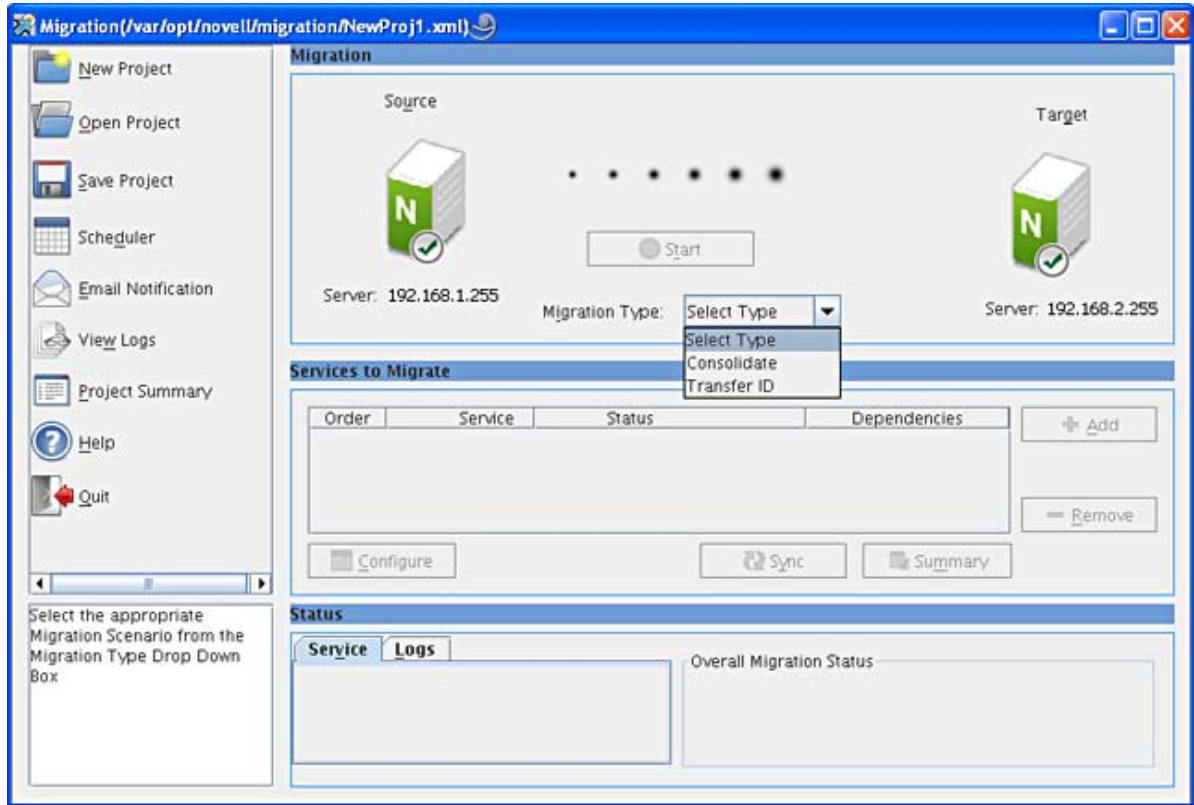 Migration(/var/opt/novell/migration/NewProj1.xml)
New Project
Open Project
Save Project
Scheduler
Email Notification
View Logs
Project Summary
Help
Quit
Select the appropriate
Migration Scenario from the
Migration Type Drop Down
Box
Migration
Source
Target
N
N
Start
Server: 192.168.1.255
Server: 192.168.2.255
Migration Type: Select Type
Select Type
Consolidate
Transfer ID
Services to Migrate
Order Service Status Dependencies
Add
Remove
Configure Sync Summary
Status
Service Logs
Overall Migration Status